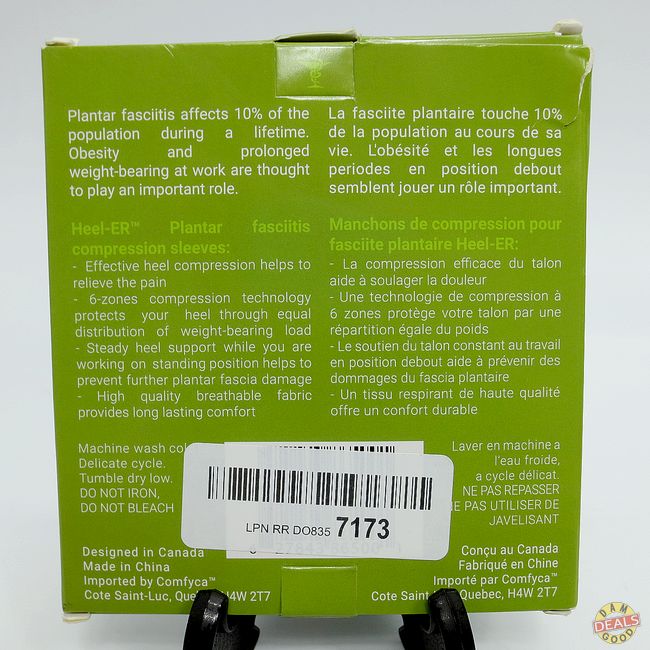 Plantar fasciitis affects 10% of the
population during a lifetime.
Obesity and prolonged
weight-bearing at work are thought
to play an important role.
La fasciite plantaire touche 10%
de la population au cours de sa
vie. L'obésité et les longues
periodes en position debout
semblent jouer un rôle important.
Heel-ER™ Plantar fasciitis
compression sleeves:
- Effective heel compression helps to
relieve the pain
- 6-zones compression technology
protects your heel through equal
distribution of weight-bearing load
- Steady heel support while you are
working on standing position helps to
prevent further plantar fascia damage
- High quality breathable fabric
provides long lasting comfort
Manchons de compression pour
fasciite plantaire Heel-ER:
- La compression efficace du talon
aide à soulager la douleur
- Une technologie de compression à
6 zones protège votre talon par une
répartition égale du poids
- Le soutien du talon constant au travail
en position debout aide à prévenir des
dommages du fascia plantaire
- Un tissu respirant de haute qualité
offre un confort durable
Machine wash
Delicate cycle.
Tumble dry low.
DO NOT IRON,
DO NOT BLEACH
Laver en machine a
l'eau froide,
a cycle délicat.
NE PAS REPASSER
NE PAS UTILISER DE
JAVELISANT
LPN RR DO835 7173
Designed in Canada
Made in China
Imported by Comfyca™
Cote Saint-Luc, Quebec, H4W 2T7
Conçu au Canada
Fabriqué en Chine
Importé par Comfyca™
Cote Saint-Luc, Quebec, H4W 2T7
DAM
DEALS
GOOD